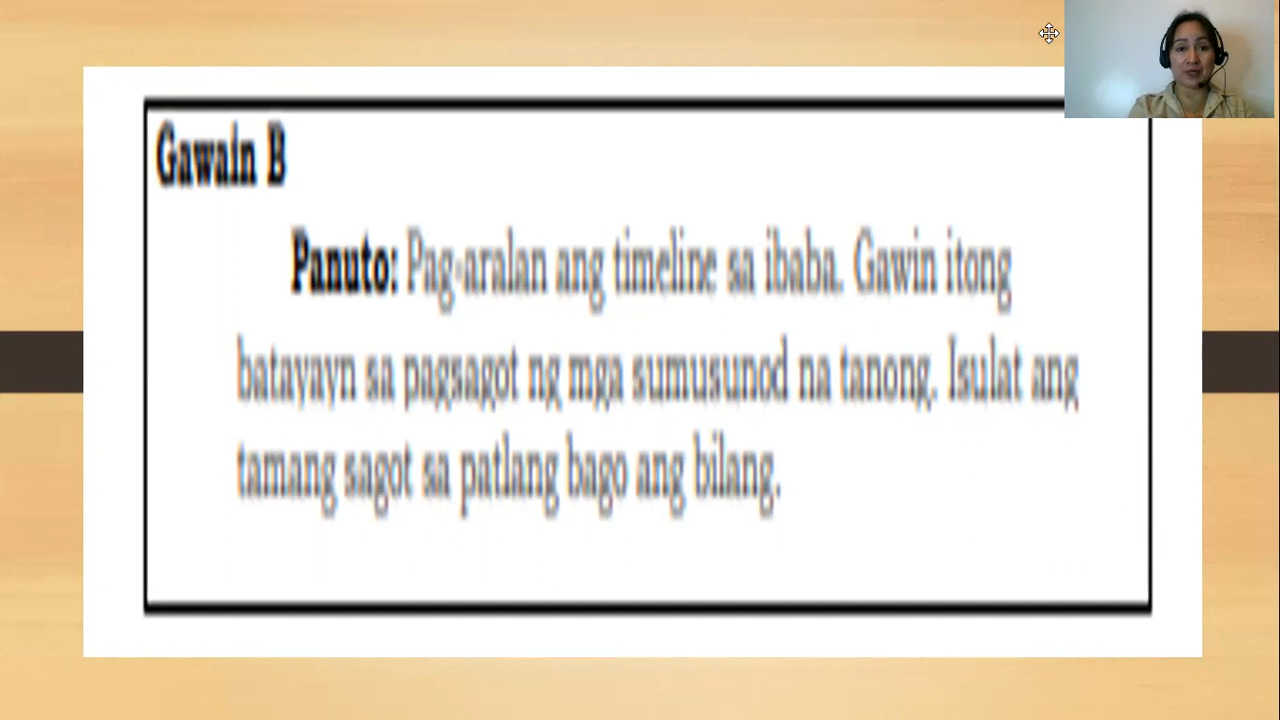 Gawain B
Panuto: Pag-aralan ang timeline sa ibaba. Gawin itong
batayayn sa pagsagot ng mga sumusunod na tanong. Isulat ang
tamang sagot sa patlang bago ang bilang.